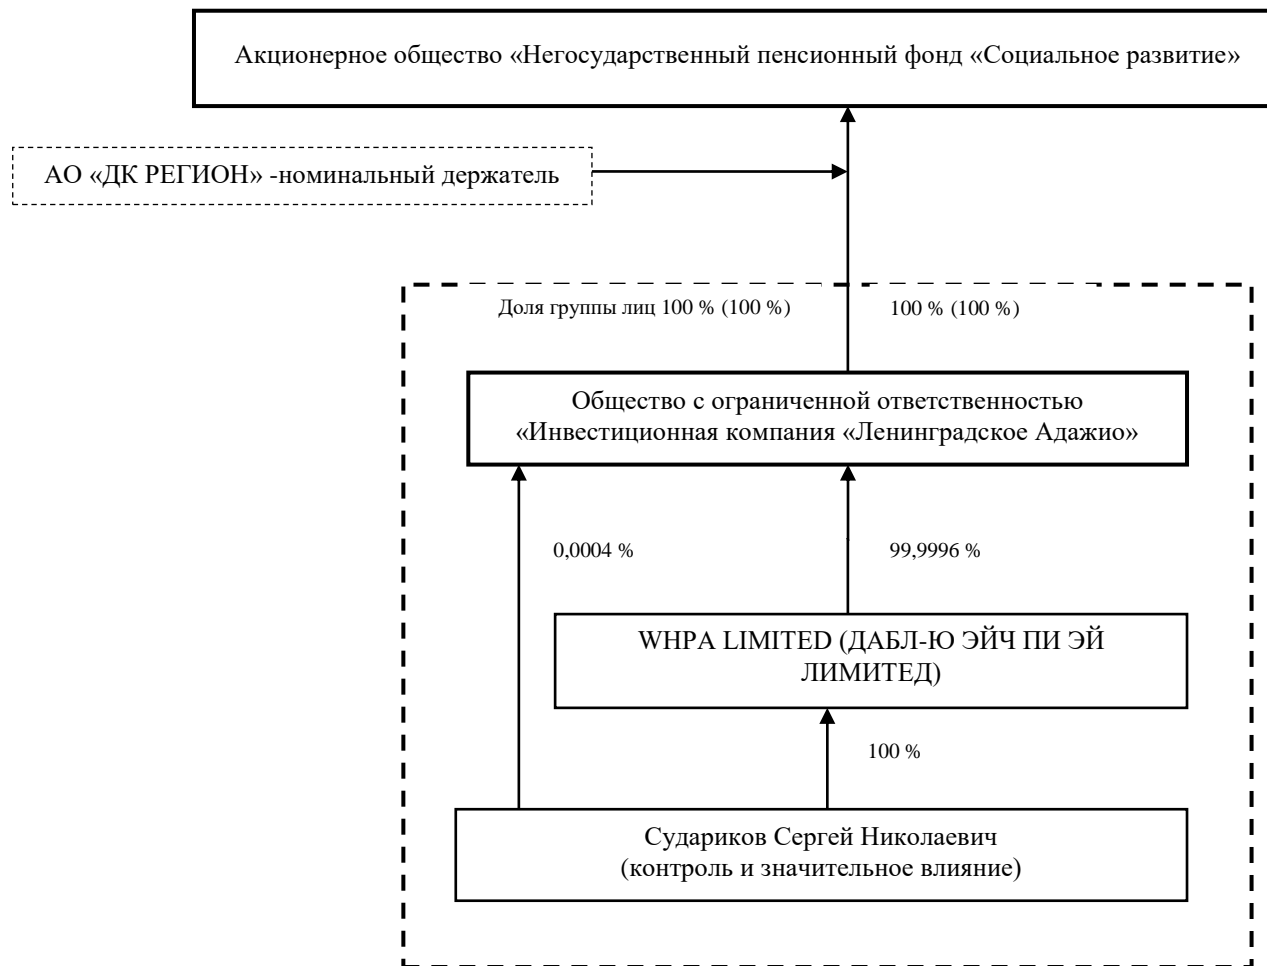 Акционерное общество «Негосударственный пенсионный фонд «Социальное развитие»
АО «ДК РЕГИОН» -номинальный держатель
Доля группы лиц 100 % (100 %)
100 % (100 %)
Общество с ограниченной ответственностью
«Инвестиционная компания «Ленинградское Адажио»
0,0004 %
99,9996 %
WHPA LIMITED (ДАБЛ-Ю ЭЙЧ ПИ ЭЙ
ЛИМИТЕД)
100 %
Судариков Сергей Николаевич
(контроль и значительное влияние)